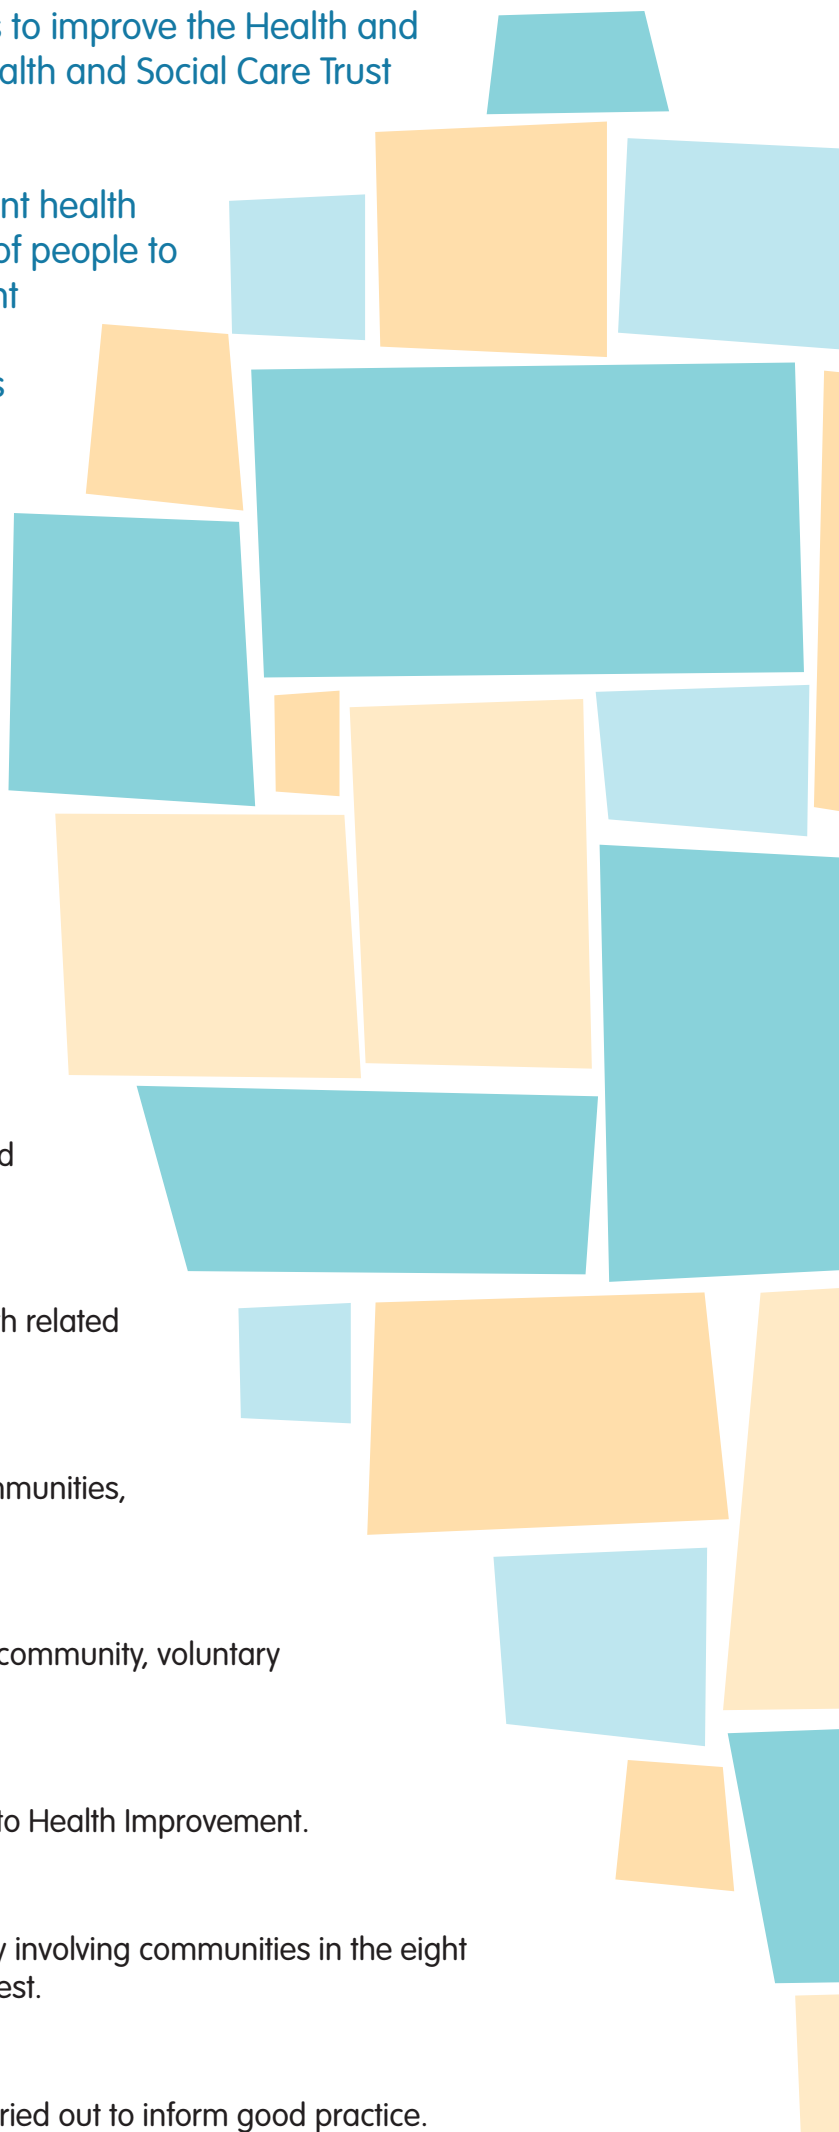 s to improve the Health and
alth and Social Care Trust
nt health
of people to
nt
s
d
h related
nmunities,
community, voluntary
to Health Improvement.
y involving communities in the eight
est.
ried out to inform good practice.